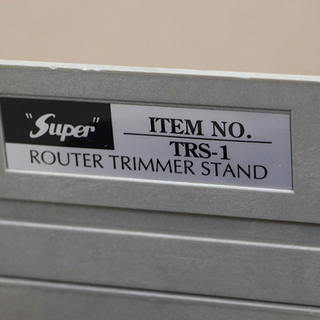 "Super" ITEM NO.
TRS-1
ROUTER TRIMMER STAND